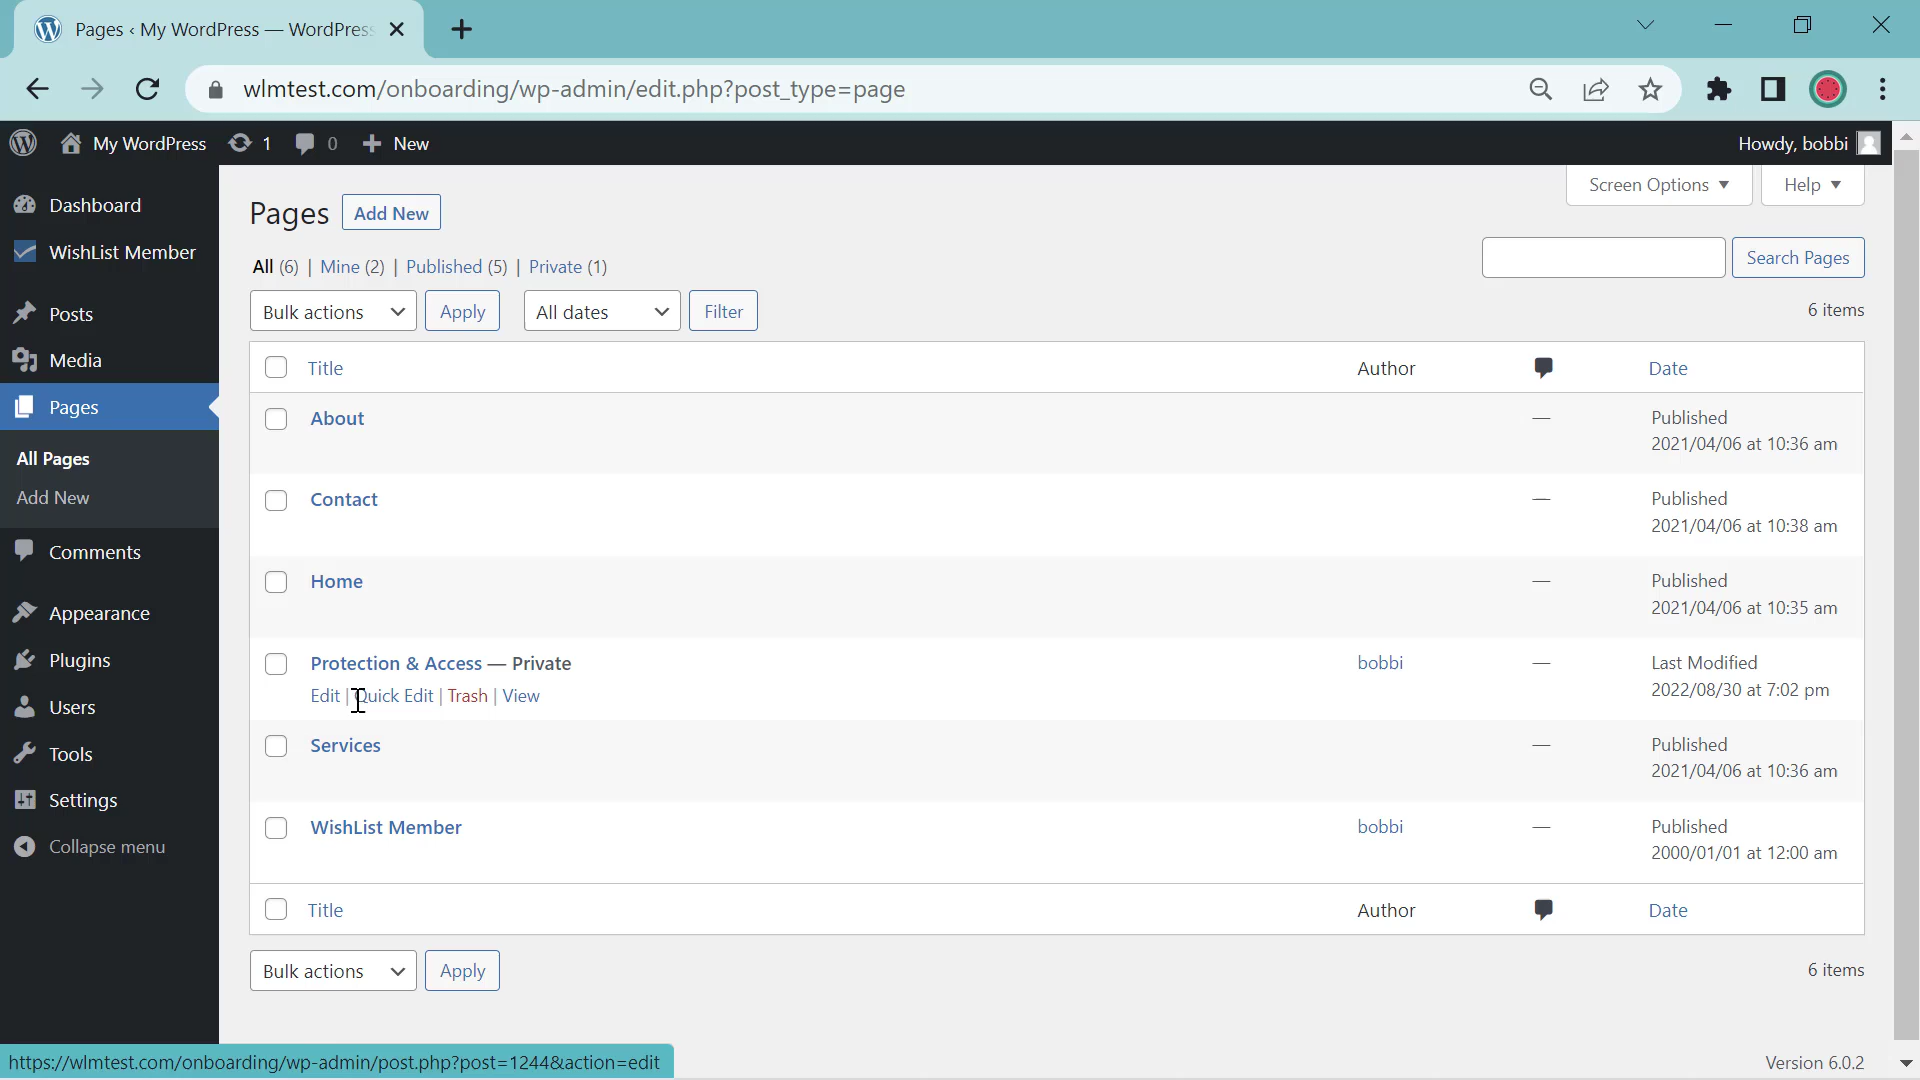 Pages ‹ My WordPress — WordPress
wlmtest.com/onboarding/wp-admin/edit.php?post_type=page
My WordPress 1 0 New
Howdy, bobbi
Dashboard
WishList Member
Posts
Media
Pages
All Pages
Add New
Comments
Appearance
Plugins
Users
Tools
Settings
Collapse menu
Screen Options
Help
Pages Add New
All (6) | Mine (2) | Published (5) | Private (1)
Search Pages
Bulk actions Apply All dates Filter
6 items
Title Author Date
About — Published
2021/04/06 at 10:36 am
Contact — Published
2021/04/06 at 10:38 am
Home — Published
2021/04/06 at 10:35 am
Protection & Access — Private bobbi — Last Modified
Edit | Quick Edit | Trash | View 2022/08/30 at 7:02 pm
Services — Published
2021/04/06 at 10:36 am
WishList Member bobbi — Published
2000/01/01 at 12:00 am
Title Author Date
Bulk actions Apply
6 items
https://wlmtest.com/onboarding/wp-admin/post.php?post=1244&action=edit
Version 6.0.2